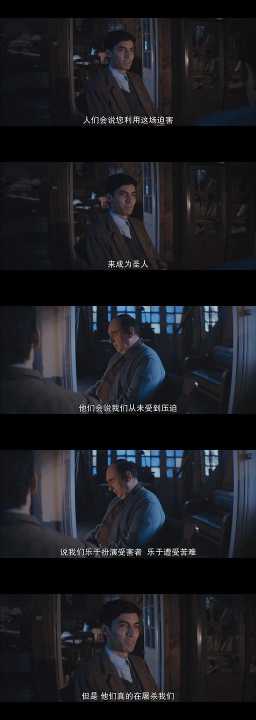 人们会说您利用这场迫害
来成为圣人
他们会说我们从未受到压迫
说我们乐于扮演受害者 乐于遭受苦难
但是 他们真的在屠杀我们